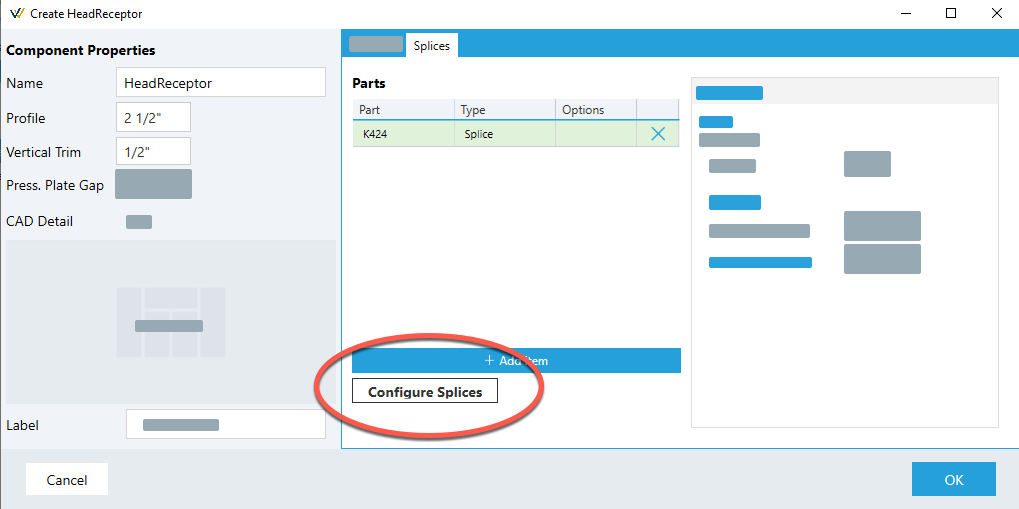 Create HeadReceptor
Component Properties
Name HeadReceptor
Profile 2 1/2"
Vertical Trim 1/2"
Press. Plate Gap
CAD Detail
Label
Splices
Parts
Part Type Options
K424 Splice
+ Add Item
Configure Splices
Cancel
OK